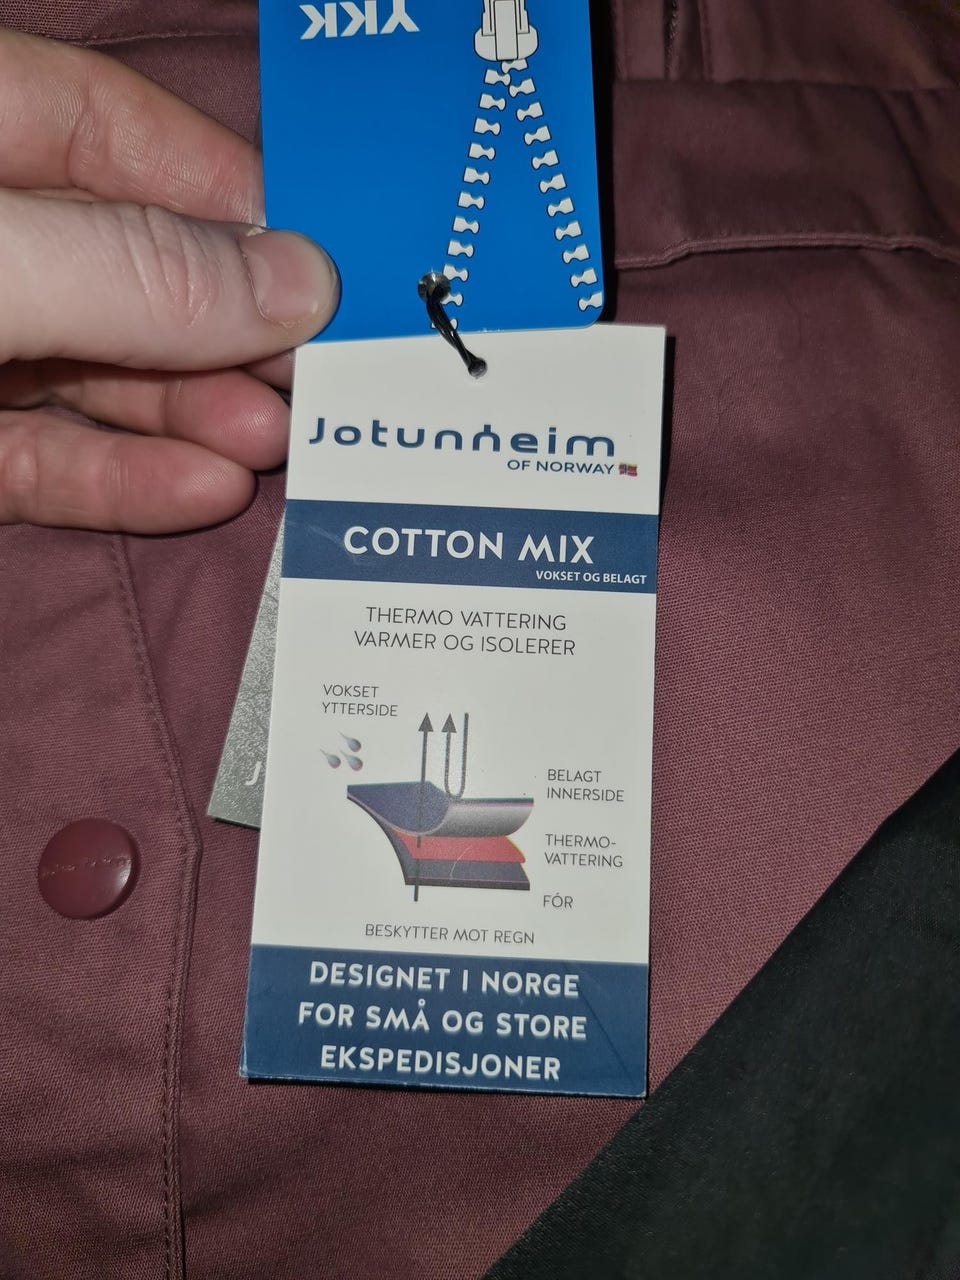 YKK
Jotunheim
OF NORWAY
COTTON MIX
VOKSET OG BELAGT
THERMO VATTERING
VARMER OG ISOLERER
VOKSET
YTTERSIDE
BELAGT
INNERSIDE
THERMO-
VATTERING
FÓR
BESKYTTER MOT REGN
DESIGNET I NORGE
FOR SMÅ OG STORE
EKSPEDISJONER